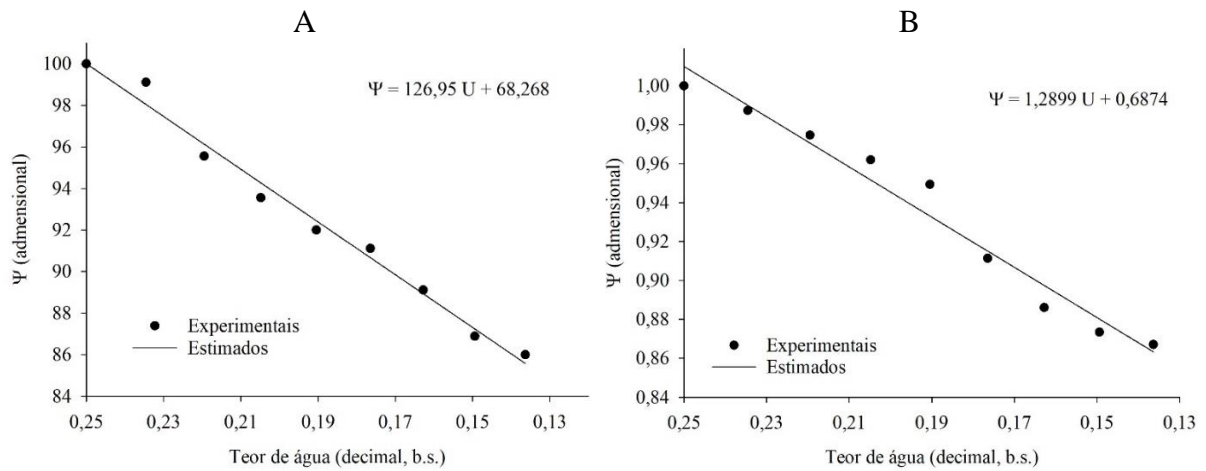 A
100
98
96
94
92
90
88
86
84
Ψ (admensional)
Ψ = 126,95 U + 68,268
Experimentais
Estimados
0,25 0,23 0,21 0,19 0,17 0,15 0,13
Teor de água (decimal, b.s.)
B
1,00
0,98
0,96
0,94
0,92
0,90
0,88
0,86
0,84
Ψ (admensional)
Ψ = 1,2899 U + 0,6874
Experimentais
Estimados
0,25 0,23 0,21 0,19 0,17 0,15 0,13
Teor de água (decimal, b.s.)